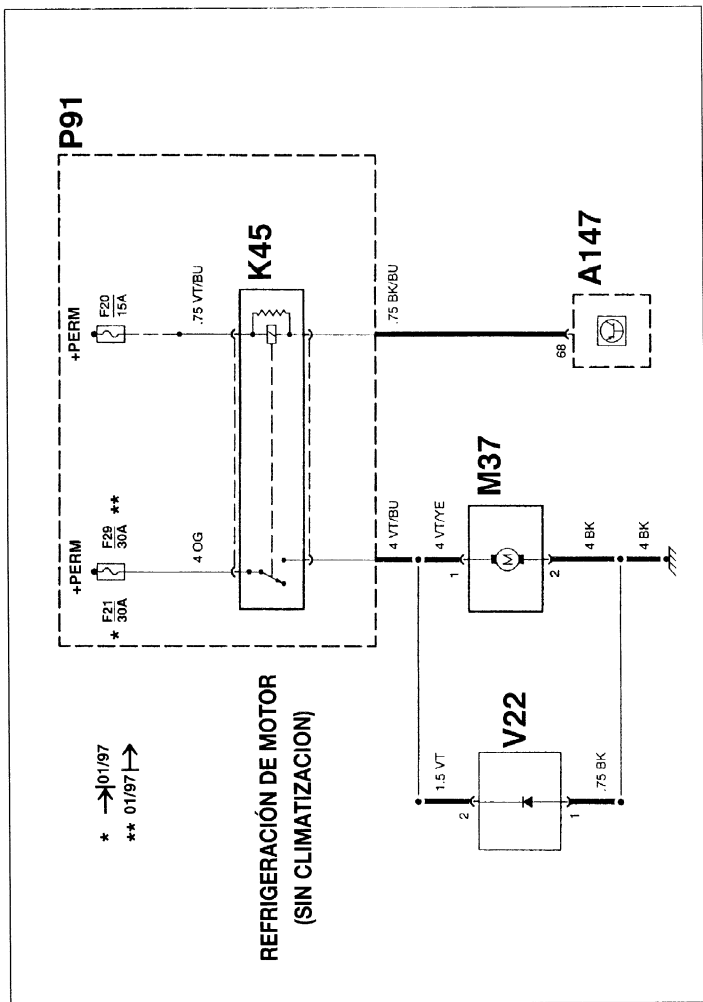 P91
+PERM
F21
30A
*
F29
30A
**
+PERM
F20
15A
4 OG
.75 VT/BU
K45
REFRIGERACIÓN DE MOTOR
(SIN CLIMATIZACION)
* 01/97
** 01/97
4 VT/BU
4 VT/YE
.75 BK/BU
1
M37
M
2
4 BK
4 BK
68
A147
1.5 VT
2
V22
1
.75 BK